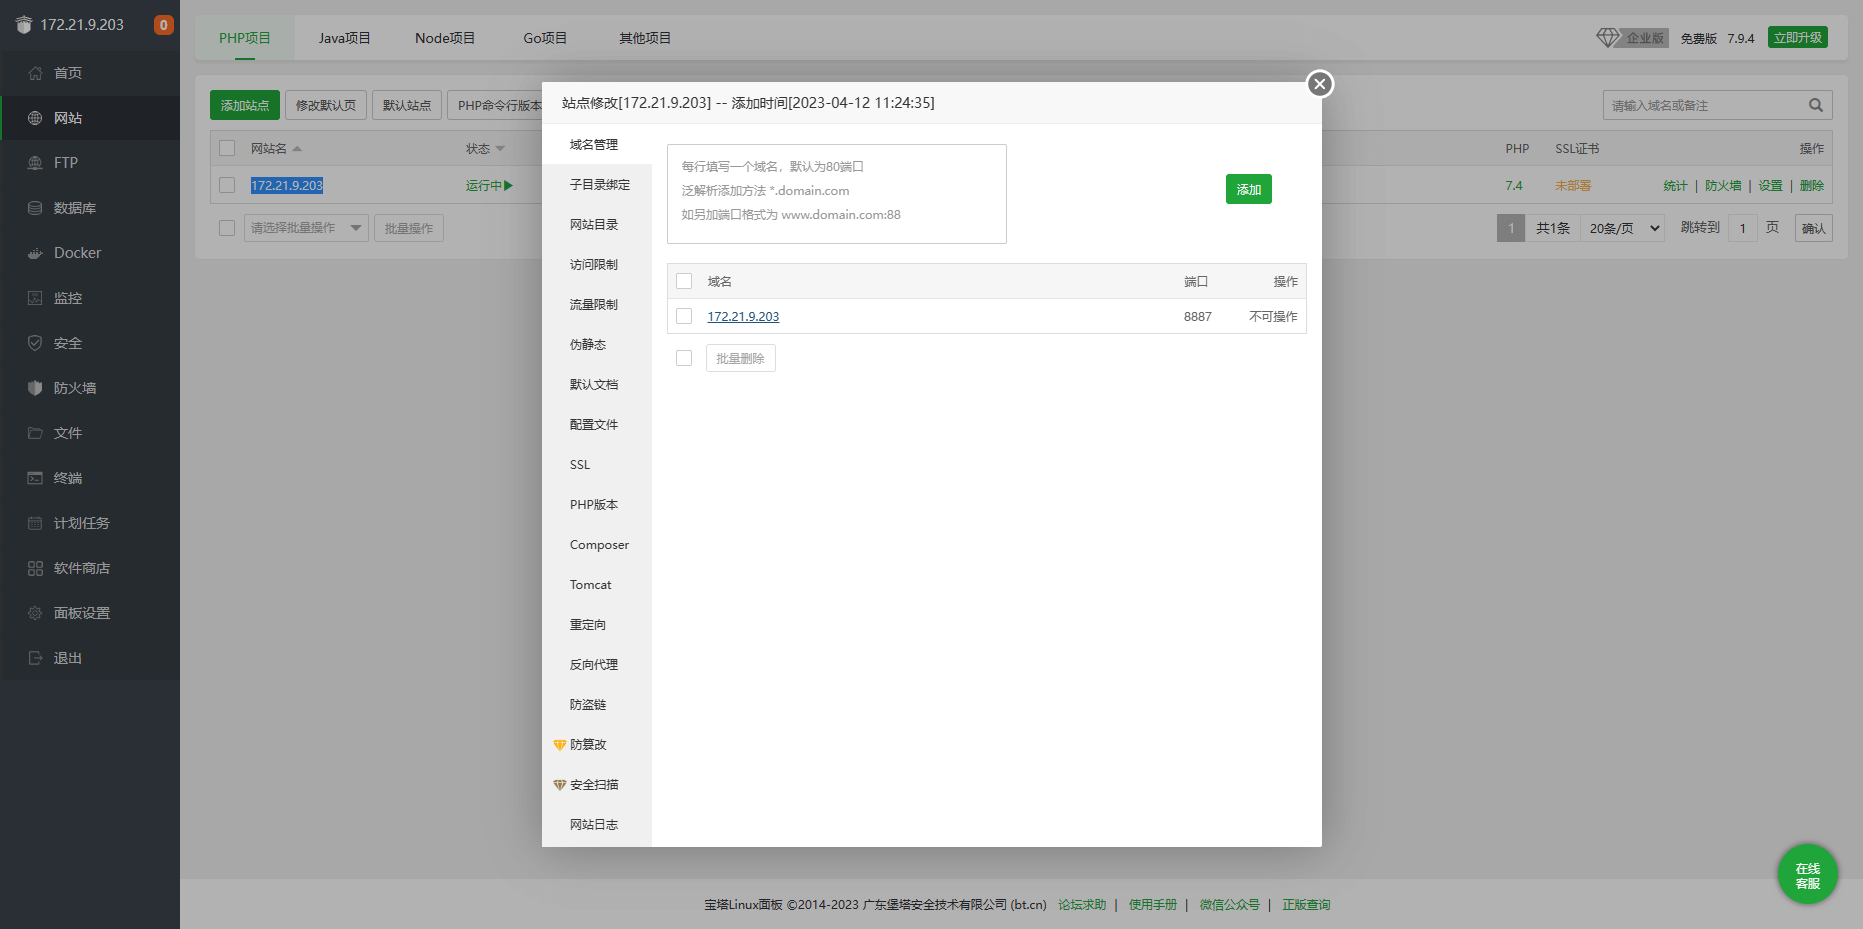 172.21.9.203
0
首页
网站
FTP
数据库
Docker
监控
安全
防火墙
文件
终端
计划任务
软件商店
面板设置
退出
PHP项目
Java项目
Node项目
Go项目
其他项目
企业版
免费版 7.9.4
立即升级
添加站点
修改默认页
默认站点
PHP命令行版本
请输入域名或备注
网站名
状态
PHP
SSL证书
操作
172.21.9.203
运行中
7.4
未部署
统计 | 防火墙 | 设置 | 删除
请选择批量操作
批量操作
1
共1条
20条/页
跳转到
1
页
确认
站点修改[172.21.9.203] -- 添加时间[2023-04-12 11:24:35]
域名管理
子目录绑定
网站目录
访问限制
流量限制
伪静态
默认文档
配置文件
SSL
PHP版本
Composer
Tomcat
重定向
反向代理
防盗链
防篡改
安全扫描
网站日志
每行填写一个域名，默认为80端口
泛解析添加方法 *.domain.com
如另加端口格式为 www.domain.com:88
添加
域名
端口
操作
172.21.9.203
8887
不可操作
批量删除
宝塔Linux面板 ©2014-2023 广东堡塔安全技术有限公司 (bt.cn) 论坛求助 | 使用手册 | 微信公众号 | 正版查询
在线
客服